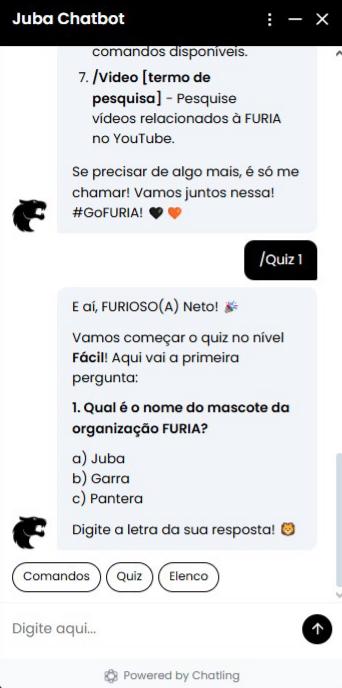 Juba Chatbot
comandos disponíveis.
7. /Video [termo de
pesquisa] - Pesquise
vídeos relacionados à FURIA
no YouTube.
Se precisar de algo mais, é só me
chamar! Vamos juntos nessa!
#GoFURIA! 🖤 🧡
/Quiz 1
E aí, FURIOSO(A) Neto! 🎉
Vamos começar o quiz no nível
Fácil! Aqui vai a primeira
pergunta:
1. Qual é o nome do mascote da
organização FURIA?
a) Juba
b) Garra
c) Pantera
Digite a letra da sua resposta! 🦁
Comandos Quiz Elenco
Digite aqui...
Powered by Chatling